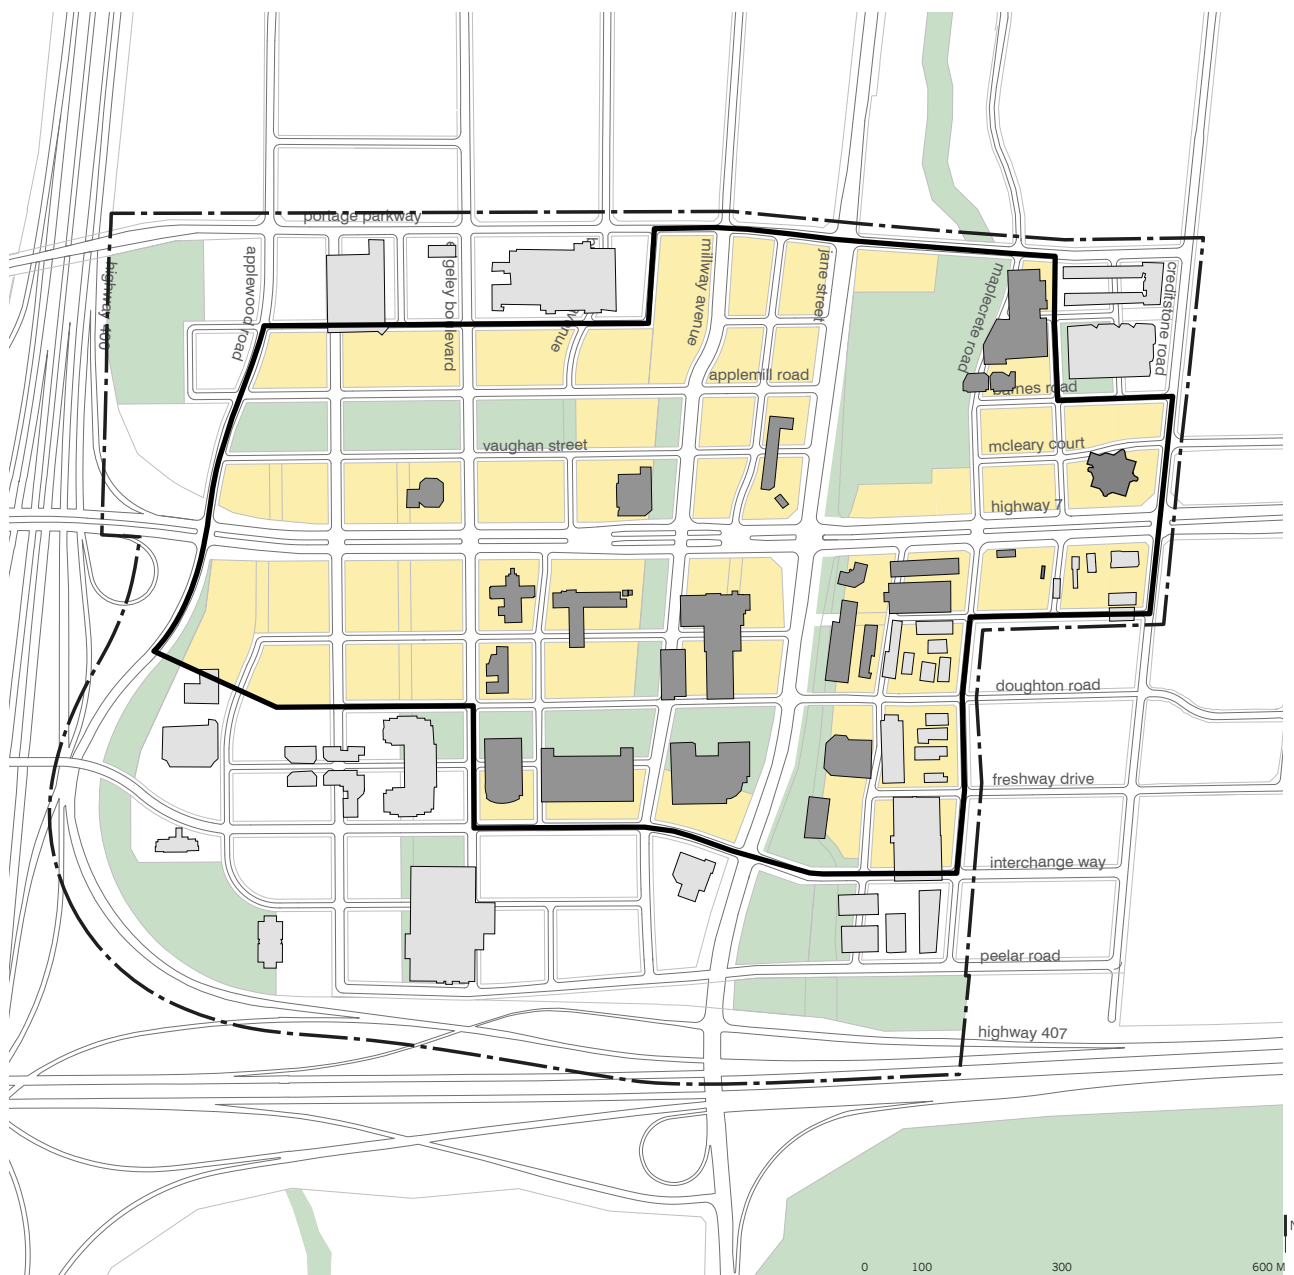 portage parkway
highway 400
applewood road
edgeley boulevard
avenue
millway avenue
jane street
maplecrete road
creditstone road
applemill road
barnes road
vaughan street
mcleary court
highway 7
doughton road
freshway drive
interchange way
peelar road
highway 407
N
0 100 300 600 M